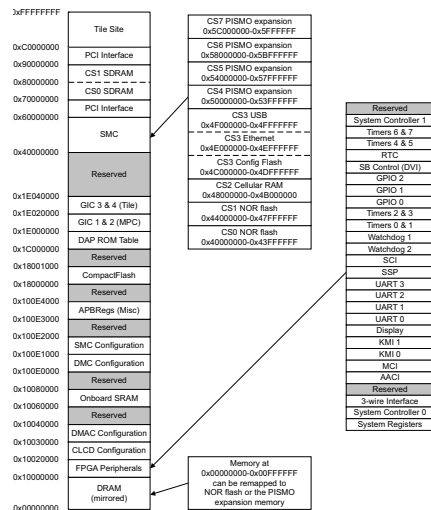 0xFFFFFFFF
Tile Site
0xC0000000
PCI Interface
0x90000000
CS1 SDRAM
0x80000000
CS0 SDRAM
0x70000000
PCI Interface
0x60000000
SMC
0x40000000
Reserved
0x1E040000
GIC 3 & 4 (Tile)
0x1E020000
GIC 1 & 2 (MPC)
0x1E000000
DAP ROM Table
0x1C000000
Reserved
0x18001000
CompactFlash
0x18000000
Reserved
0x100E4000
APBRegs (Misc)
0x100E3000
Reserved
0x100E2000
SMC Configuration
0x100E1000
DMC Configuration
0x100E0000
Reserved
0x10080000
Onboard SRAM
0x10060000
Reserved
0x10040000
DMAC Configuration
0x10030000
CLCD Configuration
0x10020000
FPGA Peripherals
0x10000000
DRAM
(mirrored)
0x00000000
CS7 PISMO expansion
0x5C000000-0x5FFFFFFF
CS6 PISMO expansion
0x58000000-0x5BFFFFFF
CS5 PISMO expansion
0x54000000-0x57FFFFFF
CS4 PISMO expansion
0x50000000-0x53FFFFFF
CS3 USB
0x4F000000-0x4FFFFFFF
CS3 Ethernet
0x4E000000-0x4EFFFFFF
CS3 Config Flash
0x4C000000-0x4DFFFFFF
CS2 Cellular RAM
0x48000000-0x4B000000
CS1 NOR flash
0x44000000-0x47FFFFFF
CS0 NOR flash
0x40000000-0x43FFFFFF
Memory at
0x00000000-0x00FFFFFF
can be remapped to
NOR flash or the PISMO
expansion memory
Reserved
System Controller 1
Timers 6 & 7
Timers 4 & 5
RTC
SB Control (DVI)
GPIO 2
GPIO 1
GPIO 0
Timers 2 & 3
Timers 0 & 1
Watchdog 1
Watchdog 2
SCI
SSP
UART 3
UART 2
UART 1
UART 0
Display
KMI 1
KMI 0
MCI
AACI
Reserved
3-wire Interface
System Controller 0
System Registers